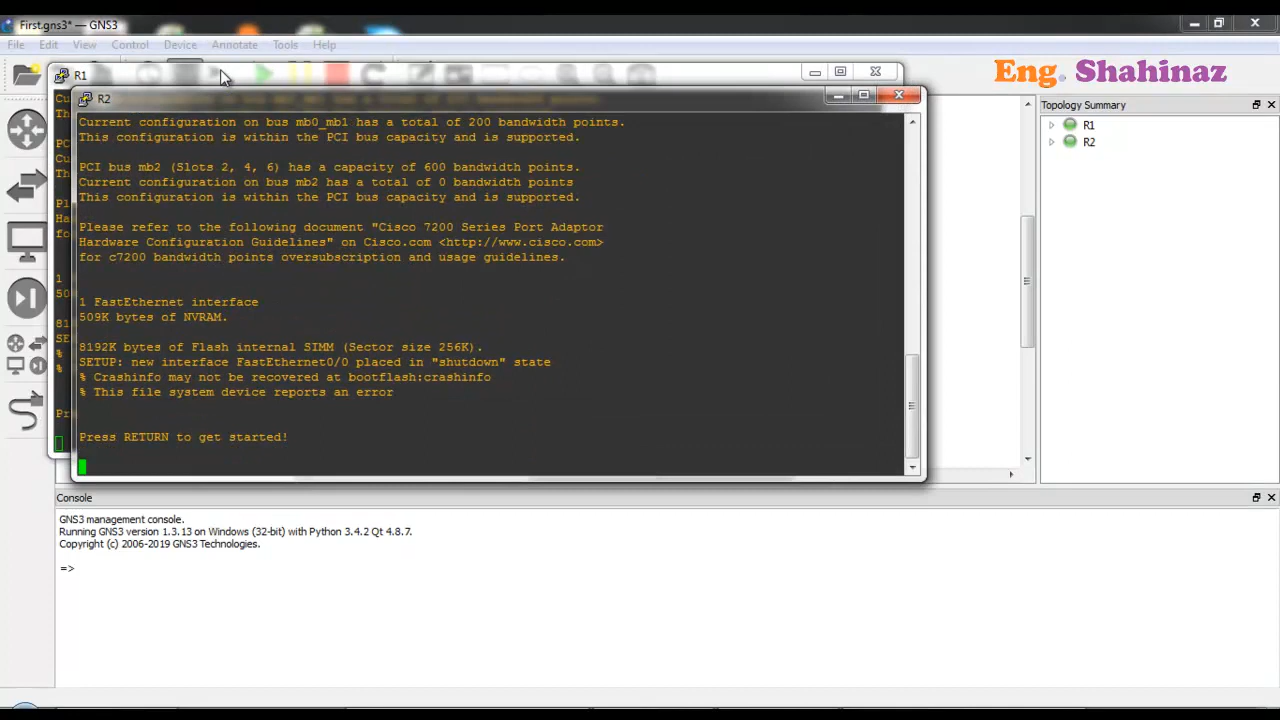 First.gns3* — GNS3
File Edit View Control Device Annotate Tools Help
Eng. Shahinaz
R1
R2
Current configuration on bus mb0_mb1 has a total of 200 bandwidth points.
This configuration is within the PCI bus capacity and is supported.
PCI bus mb2 (Slots 2, 4, 6) has a capacity of 600 bandwidth points.
Current configuration on bus mb2 has a total of 0 bandwidth points
This configuration is within the PCI bus capacity and is supported.
Please refer to the following document "Cisco 7200 Series Port Adaptor
Hardware Configuration Guidelines" on Cisco.com <http://www.cisco.com>
for c7200 bandwidth points oversubscription and usage guidelines.
1 FastEthernet interface
509K bytes of NVRAM.
8192K bytes of Flash internal SIMM (Sector size 256K).
SETUP: new interface FastEthernet0/0 placed in "shutdown" state
% Crashinfo may not be recovered at bootflash:crashinfo
% This file system device reports an error
Press RETURN to get started!
Topology Summary
R1
R2
Console
GNS3 management console.
Running GNS3 version 1.3.13 on Windows (32-bit) with Python 3.4.2 Qt 4.8.7.
Copyright (c) 2006-2019 GNS3 Technologies.
=>